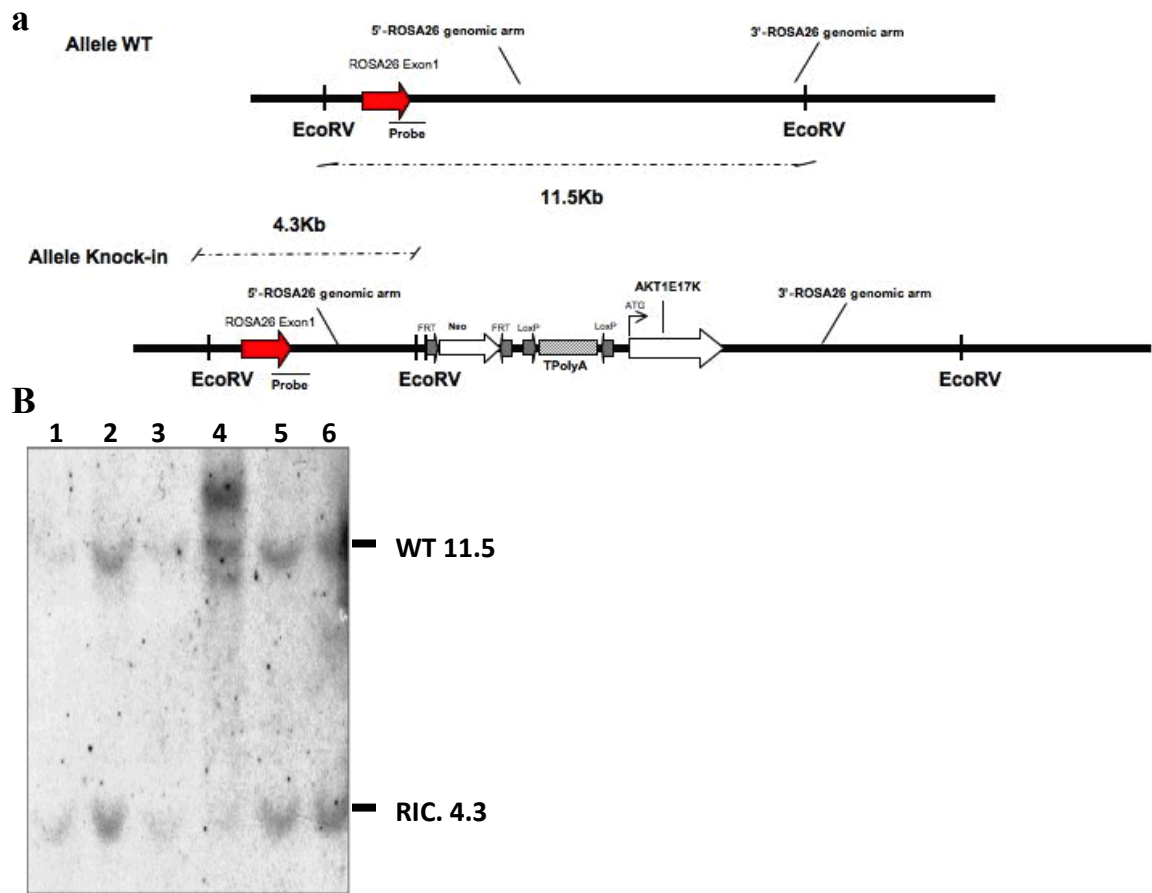 a
Allele WT
5'-ROSA26 genomic arm
3'-ROSA26 genomic arm
ROSA26 Exon1
EcoRV
Probe
EcoRV
11.5Kb
4.3Kb
Allele Knock-in
5'-ROSA26 genomic arm
AKT1E17K
3'-ROSA26 genomic arm
ROSA26 Exon1
FRT
Neo
FRT
LoxP
LoxP
ATG
TPolyA
EcoRV
Probe
EcoRV
EcoRV
B
1 2 3 4 5 6
WT 11.5
RIC. 4.3